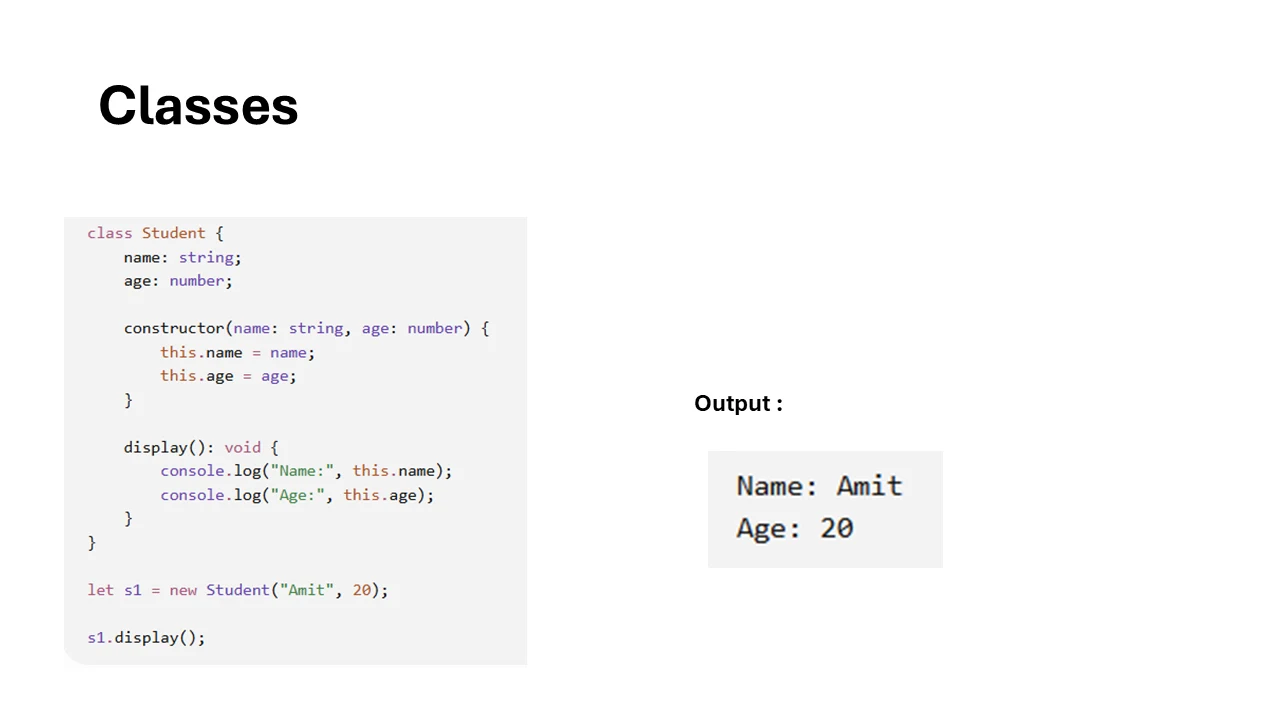 Classes
class Student {
    name: string;
    age: number;
    constructor(name: string, age: number) {
        this.name = name;
        this.age = age;
    }
    display(): void {
        console.log("Name:", this.name);
        console.log("Age:", this.age);
    }
}
let s1 = new Student("Amit", 20);
s1.display();
Output :
Name: Amit
Age: 20